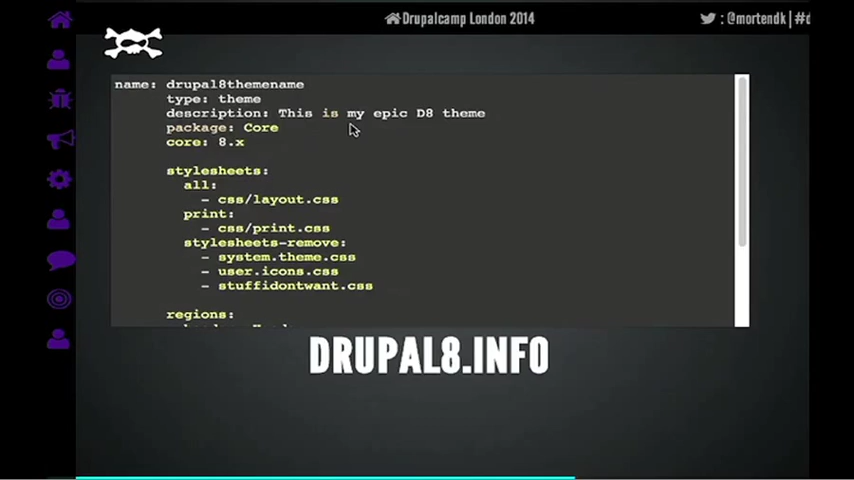 Drupalcamp London 2014
: @mortendk | #d
name: drupal8themename
type: theme
description: This is my epic D8 theme
package: Core
core: 8.x
stylesheets:
all:
- css/layout.css
print:
- css/print.css
stylesheets-remove:
- system.theme.css
- user.icons.css
- stuffidontwant.css
regions:
DRUPAL8.INFO